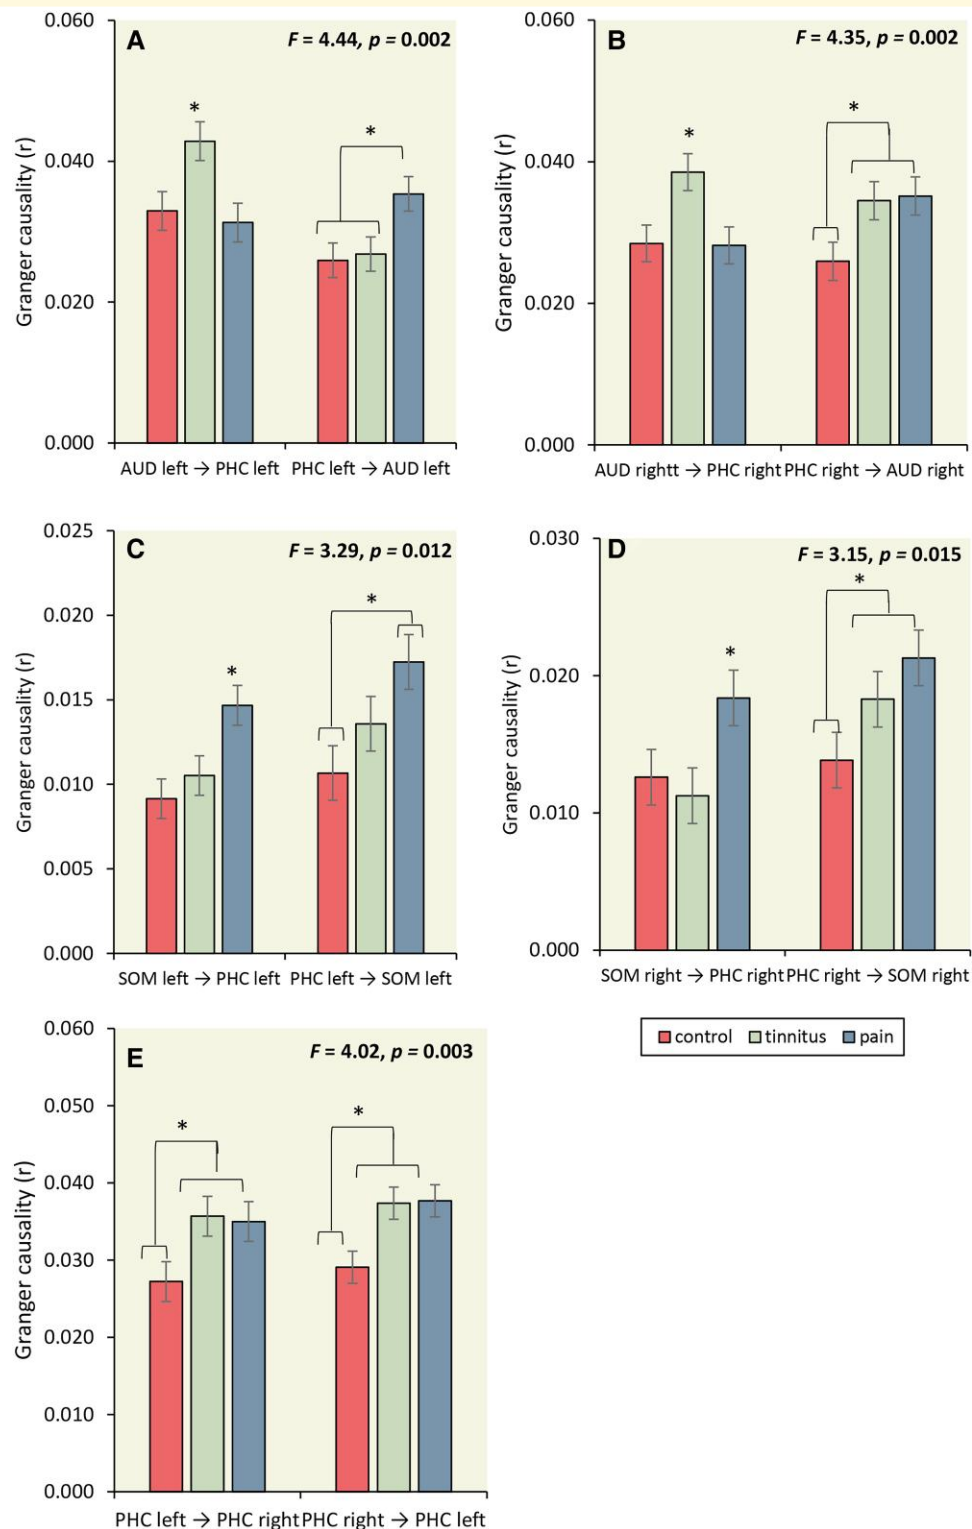 A
F = 4.44, p = 0.002
*
*
Granger causality (r)
0.060
0.040
0.020
0.000
AUD left → PHC left PHC left → AUD left
B
F = 4.35, p = 0.002
*
*
Granger causality (r)
0.060
0.040
0.020
0.000
AUD rightt → PHC right PHC right → AUD right
C
F = 3.29, p = 0.012
*
*
Granger causality (r)
0.025
0.020
0.015
0.010
0.005
0.000
SOM left → PHC left PHC left → SOM left
D
F = 3.15, p = 0.015
*
*
Granger causality (r)
0.030
0.020
0.010
0.000
SOM right → PHC right PHC right → SOM right
control tinnitus pain
E
F = 4.02, p = 0.003
*
*
Granger causality (r)
0.060
0.050
0.040
0.030
0.020
0.010
0.000
PHC left → PHC right PHC right → PHC left